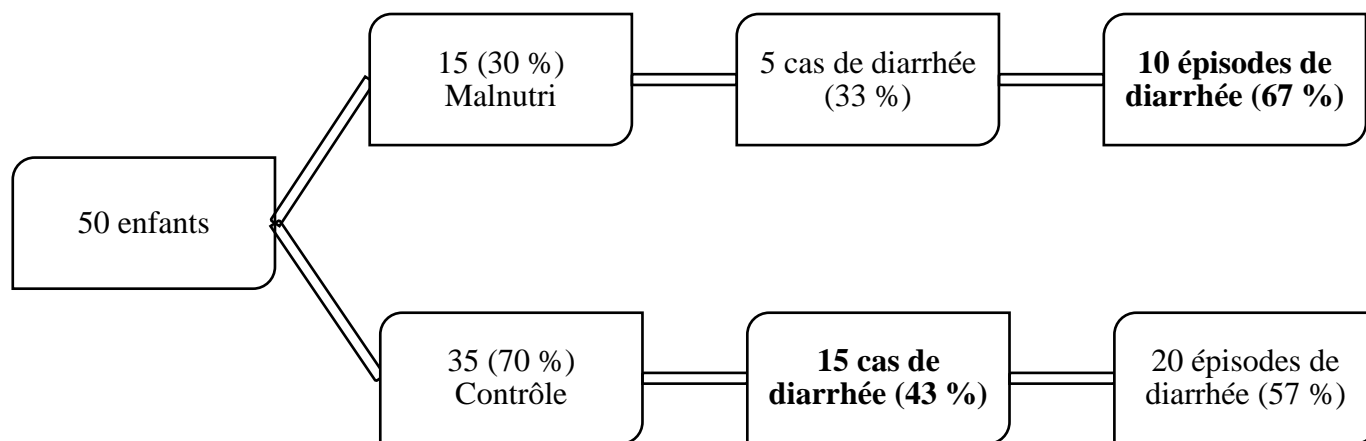 15 (30 %)
Malnutri
5 cas de diarrhée
(33 %)
10 épisodes de
diarrhée (67 %)
50 enfants
35 (70 %)
Contrôle
15 cas de
diarrhée (43 %)
20 épisodes de
diarrhée (57 %)